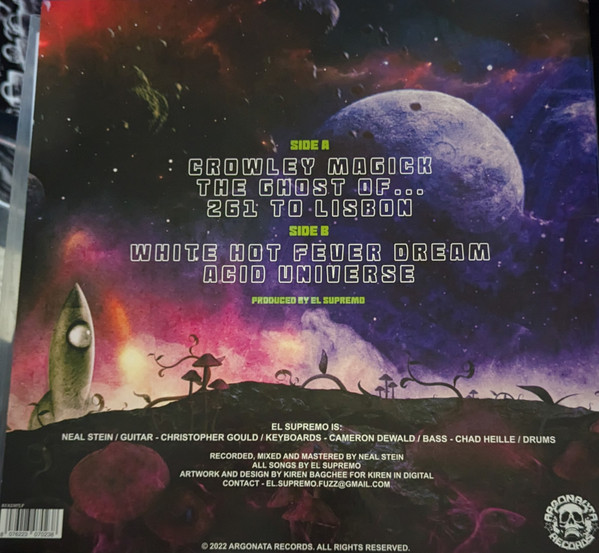 SIDE A
CROWLEY MAGICK
THE GHOST OF...
261 TO LISBON
SIDE B
WHITE HOT FEVER DREAM
ACID UNIVERSE
PRODUCED BY EL SUPREMO
EL SUPREMO IS:
NEAL STEIN / GUITAR - CHRISTOPHER GOULD / KEYBOARDS - CAMERON DEWALD / BASS - CHAD HEILLE / DRUMS
RECORDED, MIXED AND MASTERED BY NEAL STEIN
ALL SONGS BY EL SUPREMO
ARTWORK AND DESIGN BY KIREN BAGCHEE FOR KIREN IN DIGITAL
CONTACT - EL.SUPREMO.FUZZ@GMAIL.COM
ARGONAUTA
RECORDS
© 2022 ARGONATA RECORDS. ALL RIGHTS RESERVED.